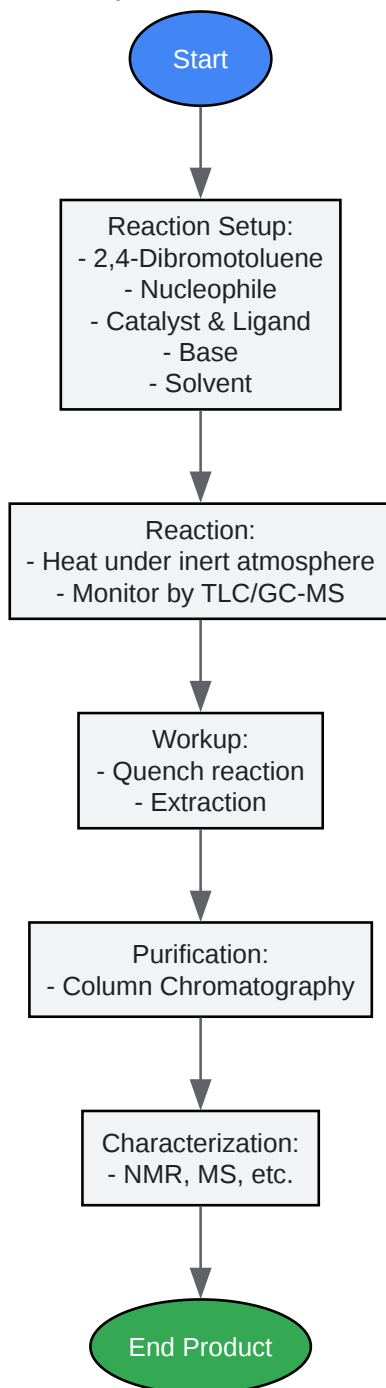 Start
Reaction Setup:
- 2,4-Dibromotoluene
- Nucleophile
- Catalyst & Ligand
- Base
- Solvent
Reaction:
- Heat under inert atmosphere
- Monitor by TLC/GC-MS
Workup:
- Quench reaction
- Extraction
Purification:
- Column Chromatography
Characterization:
- NMR, MS, etc.
End Product